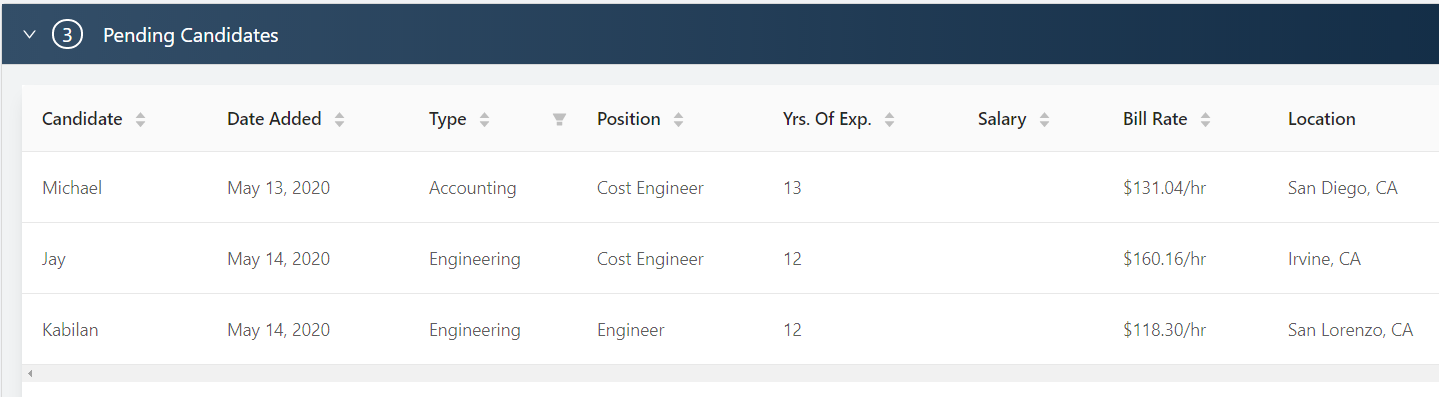 3 Pending Candidates
Candidate Date Added Type Position Yrs. Of Exp. Salary Bill Rate Location
Michael May 13, 2020 Accounting Cost Engineer 13 $131.04/hr San Diego, CA
Jay May 14, 2020 Engineering Cost Engineer 12 $160.16/hr Irvine, CA
Kabilan May 14, 2020 Engineering Engineer 12 $118.30/hr San Lorenzo, CA